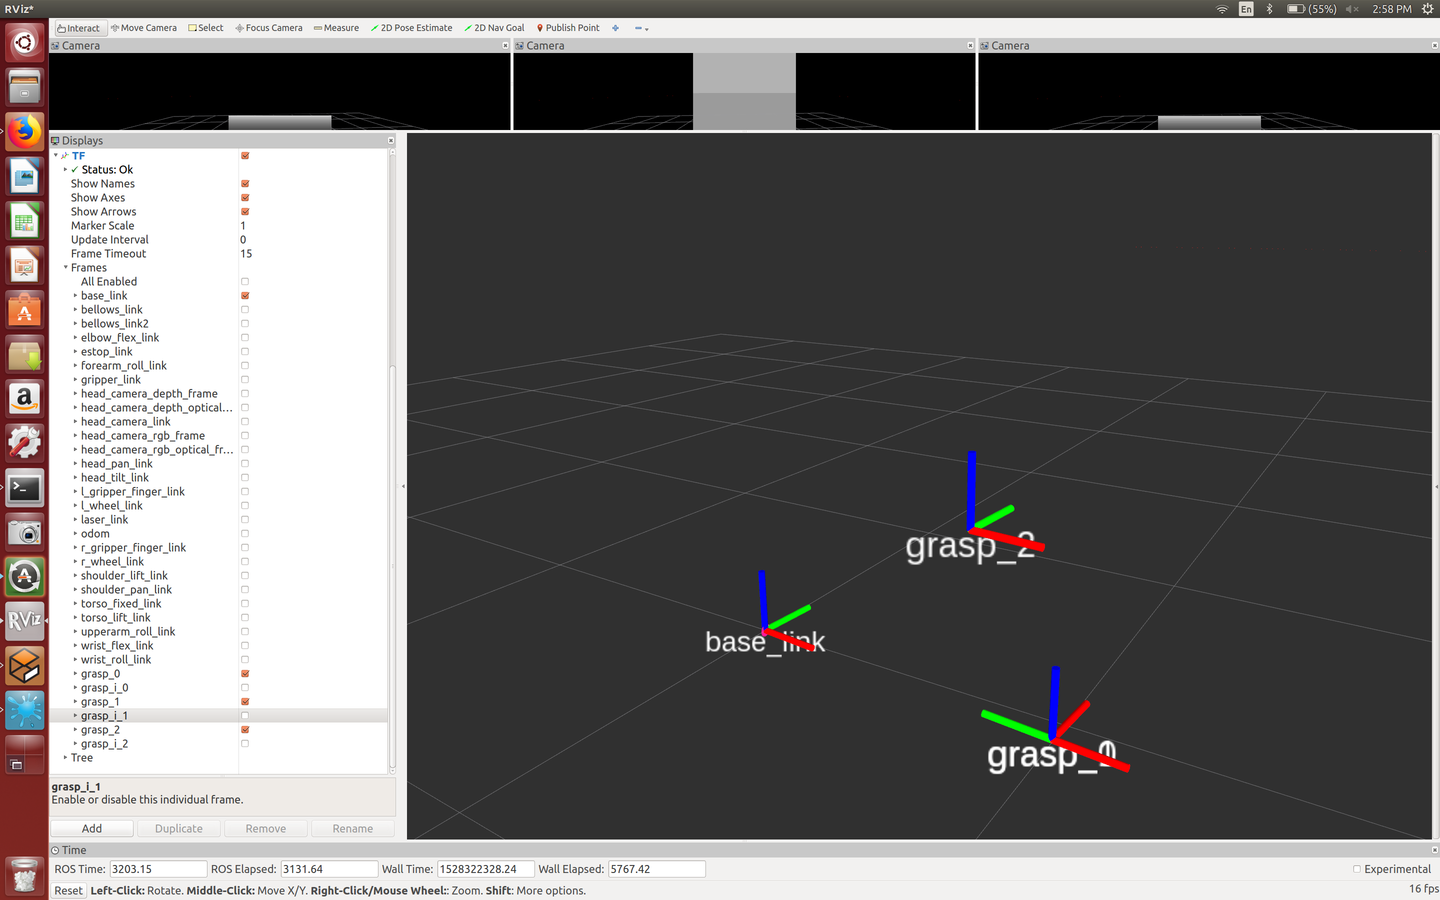 RViz*
En
(55%)
2:58 PM
Interact Move Camera Select Focus Camera Measure 2D Pose Estimate 2D Nav Goal Publish Point
Camera Camera Camera
Displays
TF
Status: Ok
Show Names
Show Axes
Show Arrows
Marker Scale 1
Update Interval 0
Frame Timeout 15
Frames
All Enabled
base_link
bellows_link
bellows_link2
elbow_flex_link
estop_link
forearm_roll_link
gripper_link
head_camera_depth_frame
head_camera_depth_optical...
head_camera_link
head_camera_rgb_frame
head_camera_rgb_optical_fr...
head_pan_link
head_tilt_link
l_gripper_finger_link
l_wheel_link
laser_link
odom
r_gripper_finger_link
r_wheel_link
shoulder_lift_link
shoulder_pan_link
torso_fixed_link
torso_lift_link
upperarm_roll_link
wrist_flex_link
wrist_roll_link
grasp_0
grasp_i_0
grasp_1
grasp_i_1
grasp_2
grasp_i_2
Tree
grasp_i_1
Enable or disable this individual frame.
Add Duplicate Remove Rename
RViz
grasp_2
base_link
Time
ROS Time: 3203.15 ROS Elapsed: 3131.64 Wall Time: 1528322328.24 Wall Elapsed: 5767.42 Experimental
Reset Left-Click: Rotate. Middle-Click: Move X/Y. Right-Click/Mouse Wheel:: Zoom. Shift: More options. 16 fps